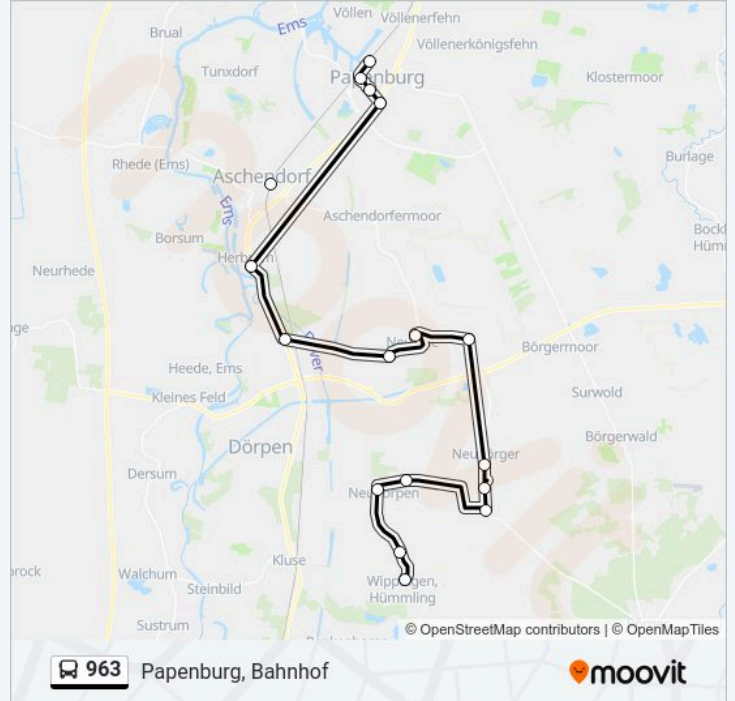 Völlen
Völlenerfehn
Ems
Brual
Völlenerkönigsfehn
Tunxdorf
Papenburg
Klostermoor
Burlage
Rhede (Ems)
Aschendorf
Ems
Aschendorfermoor
Borsum
Neurhede
Börgermoor
Heede, Ems
Kleines Feld
Surwold
Börgerwald
Dörpen
Dersum
Kluse
Walchum
Steinbild
Wippingen,
Hümmling
Sustrum
© OpenStreetMap contributors | © OpenMapTiles
963 Papenburg, Bahnhof
moovit